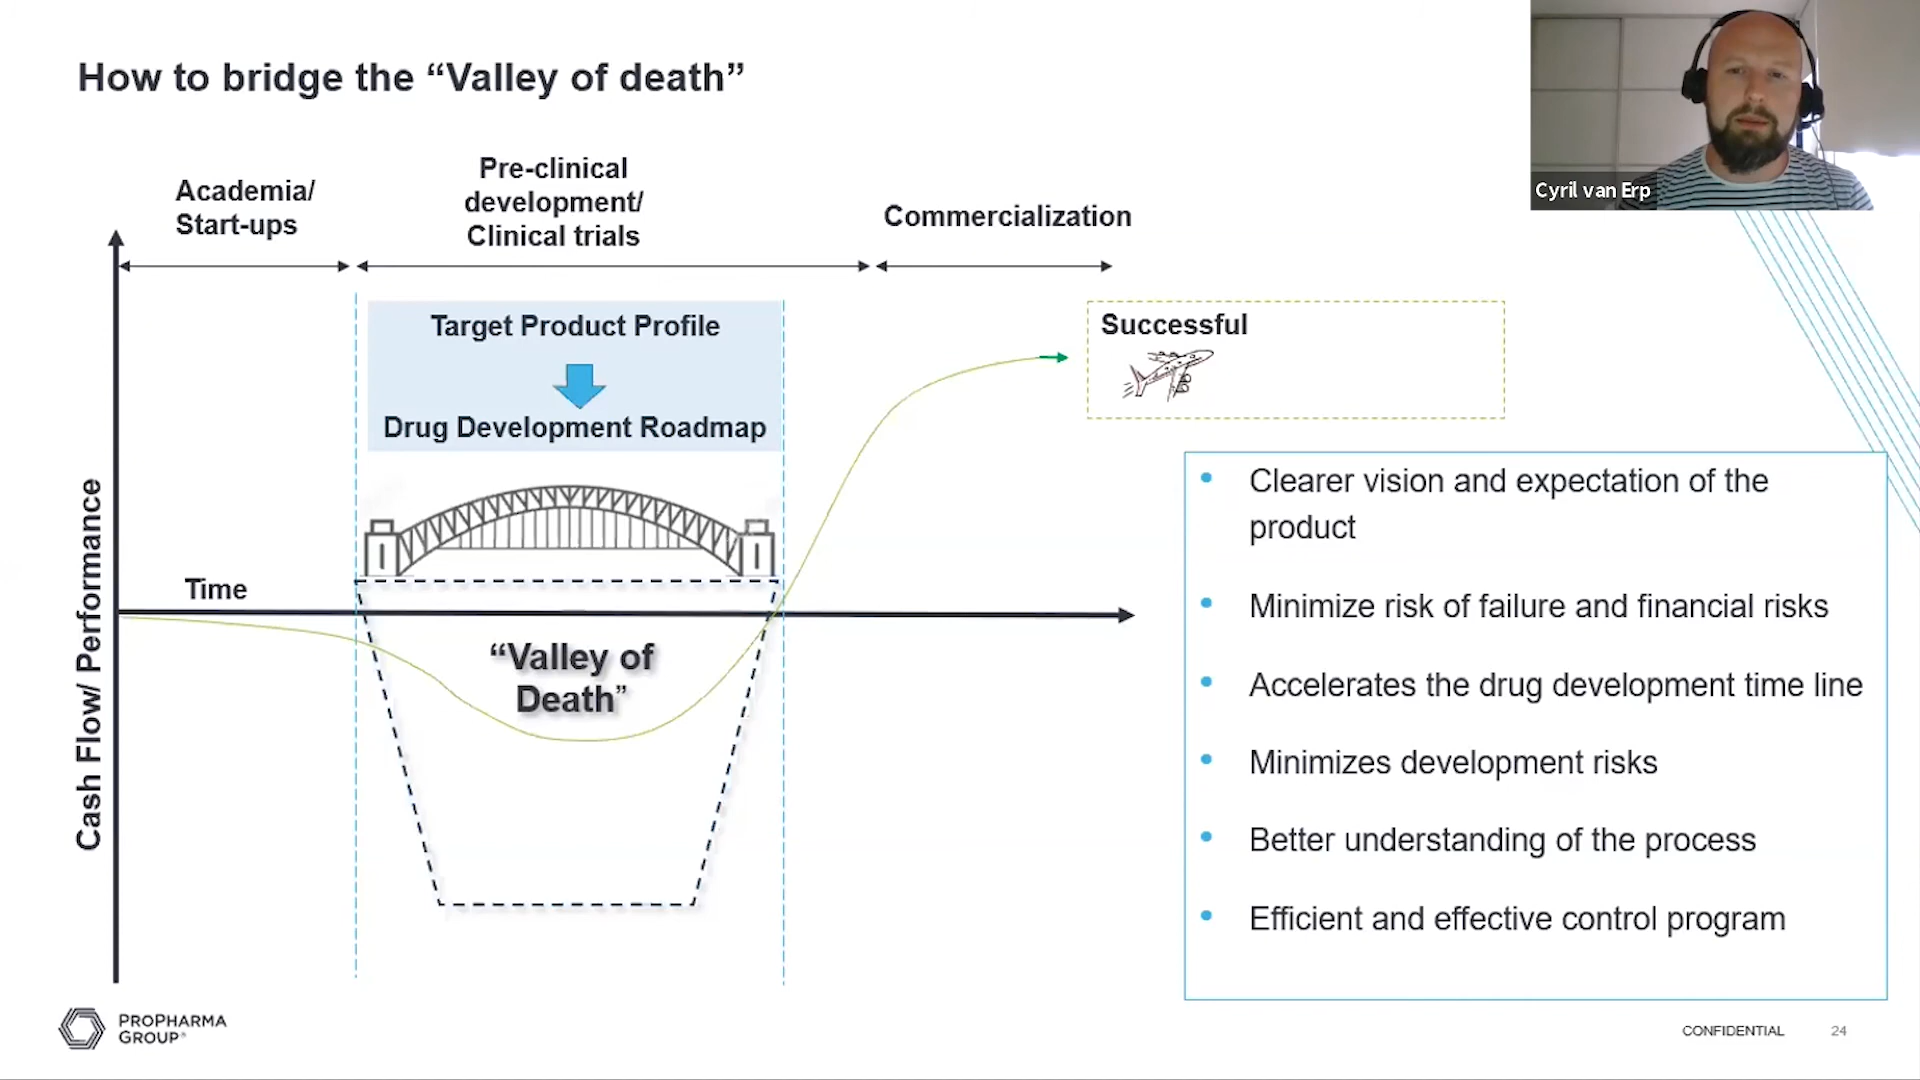 How to bridge the “Valley of death”
Cyril van Erp
Academia/
Start-ups
Pre-clinical
development/
Clinical trials
Commercialization
Target Product Profile
Drug Development Roadmap
Successful
Cash Flow/ Performance
Time
“Valley of
Death”
• Clearer vision and expectation of the
product
• Minimize risk of failure and financial risks
• Accelerates the drug development time line
• Minimizes development risks
• Better understanding of the process
• Efficient and effective control program
PROPHARMA
GROUP®
CONFIDENTIAL 24